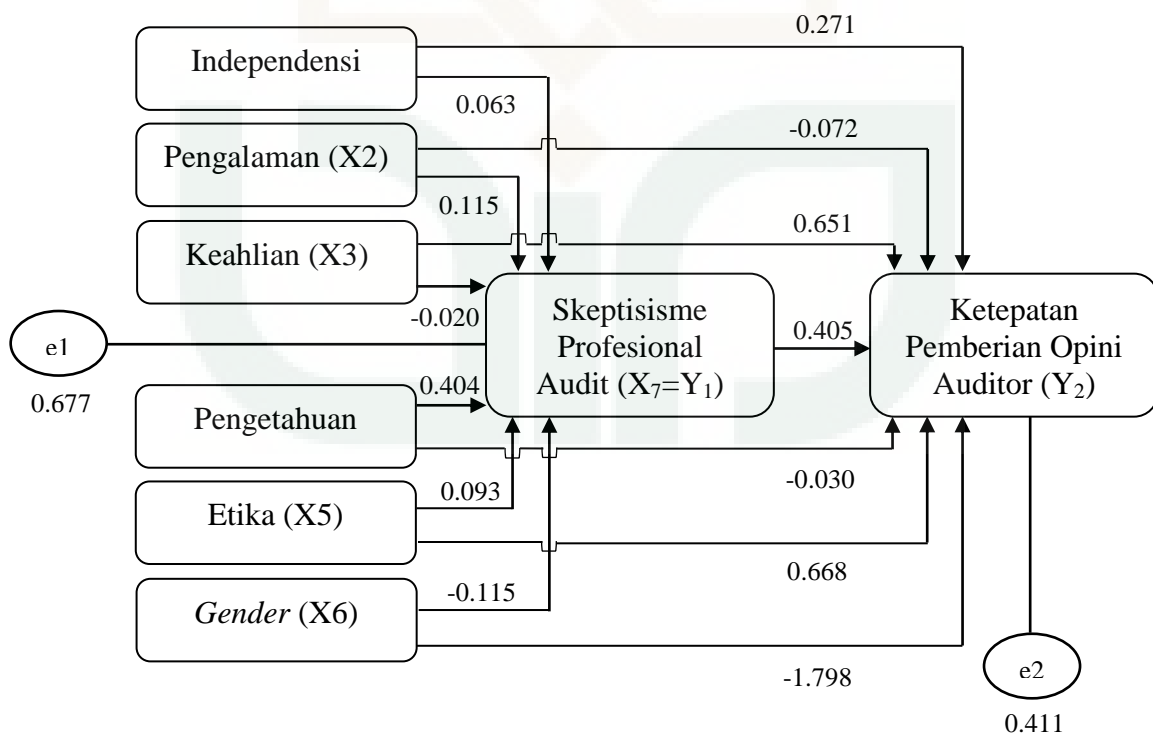 0.271
Independensi
0.063
-0.072
Pengalaman (X2)
0.115
0.651
Keahlian (X3)
-0.020
Skeptisisme
Profesional
Audit (X₇=Y₁)
0.405
Ketepatan
Pemberian Opini
Auditor (Y₂)
e1
0.677
0.404
Pengetahuan
-0.030
0.093
Etika (X5)
0.668
-0.115
Gender (X6)
-1.798
e2
0.411